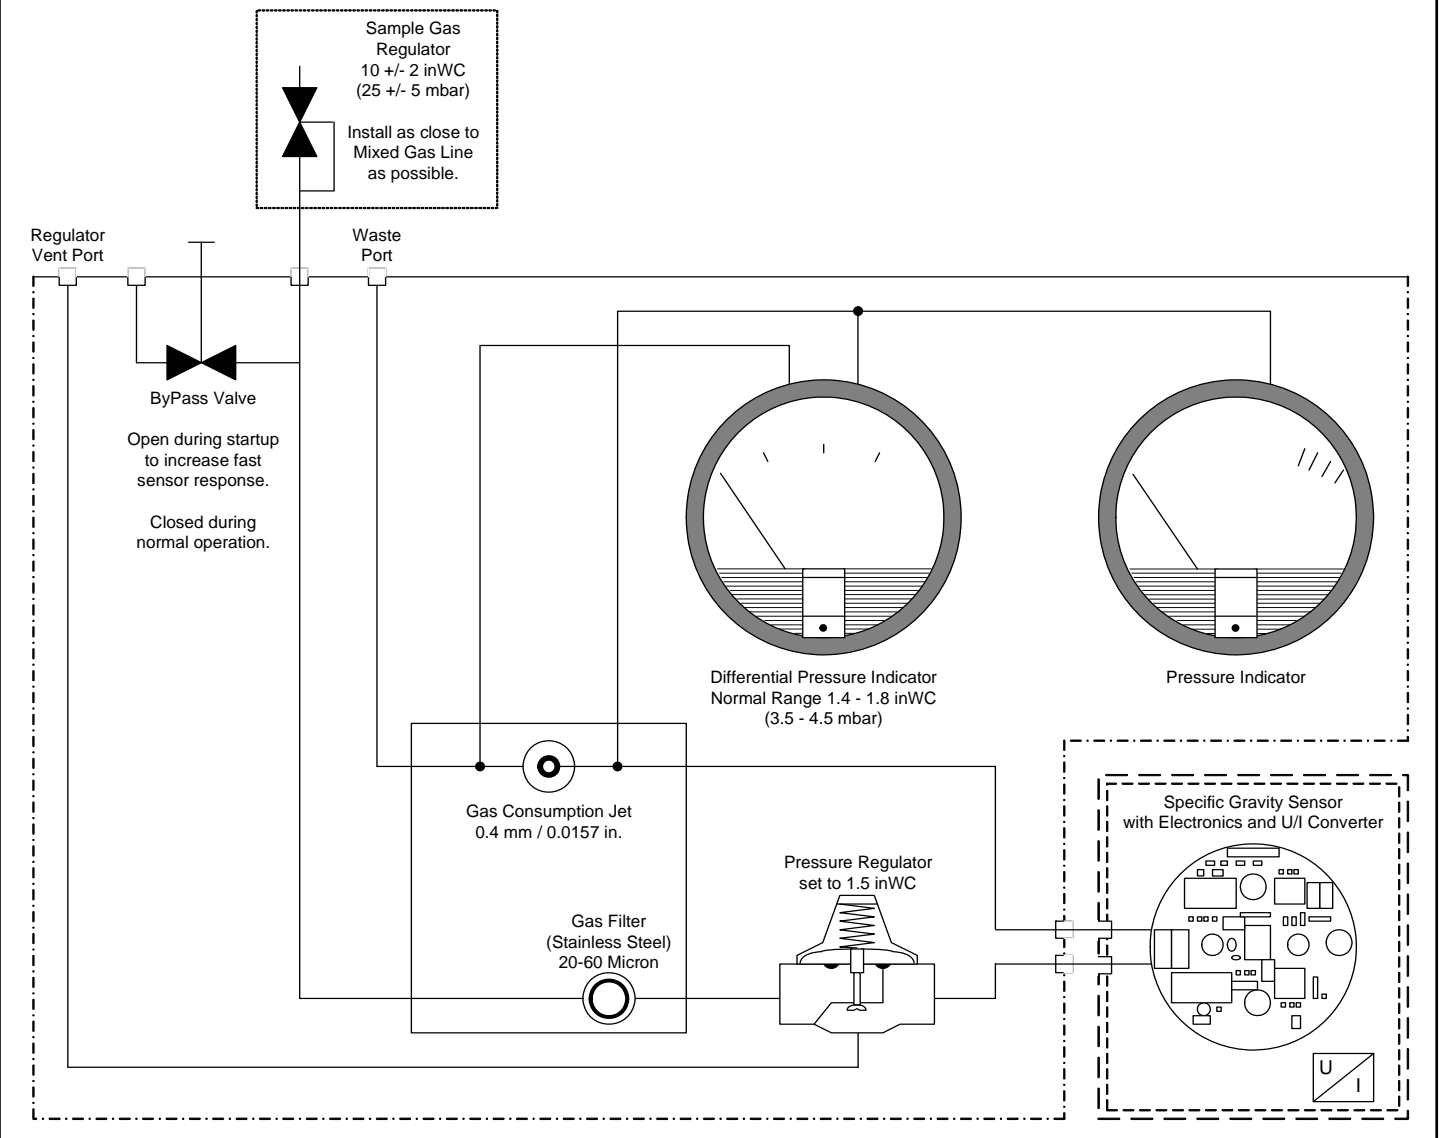 Sample Gas
Regulator
10 +/- 2 inWC
(25 +/- 5 mbar)
Install as close to
Mixed Gas Line
as possible.
Regulator
Vent Port
Waste
Port
ByPass Valve
Open during startup
to increase fast
sensor response.
Closed during
normal operation.
Differential Pressure Indicator
Normal Range 1.4 - 1.8 inWC
(3.5 - 4.5 mbar)
Pressure Indicator
Gas Consumption Jet
0.4 mm / 0.0157 in.
Specific Gravity Sensor
with Electronics and U/I Converter
Pressure Regulator
set to 1.5 inWC
Gas Filter
(Stainless Steel)
20-60 Micron
U
I